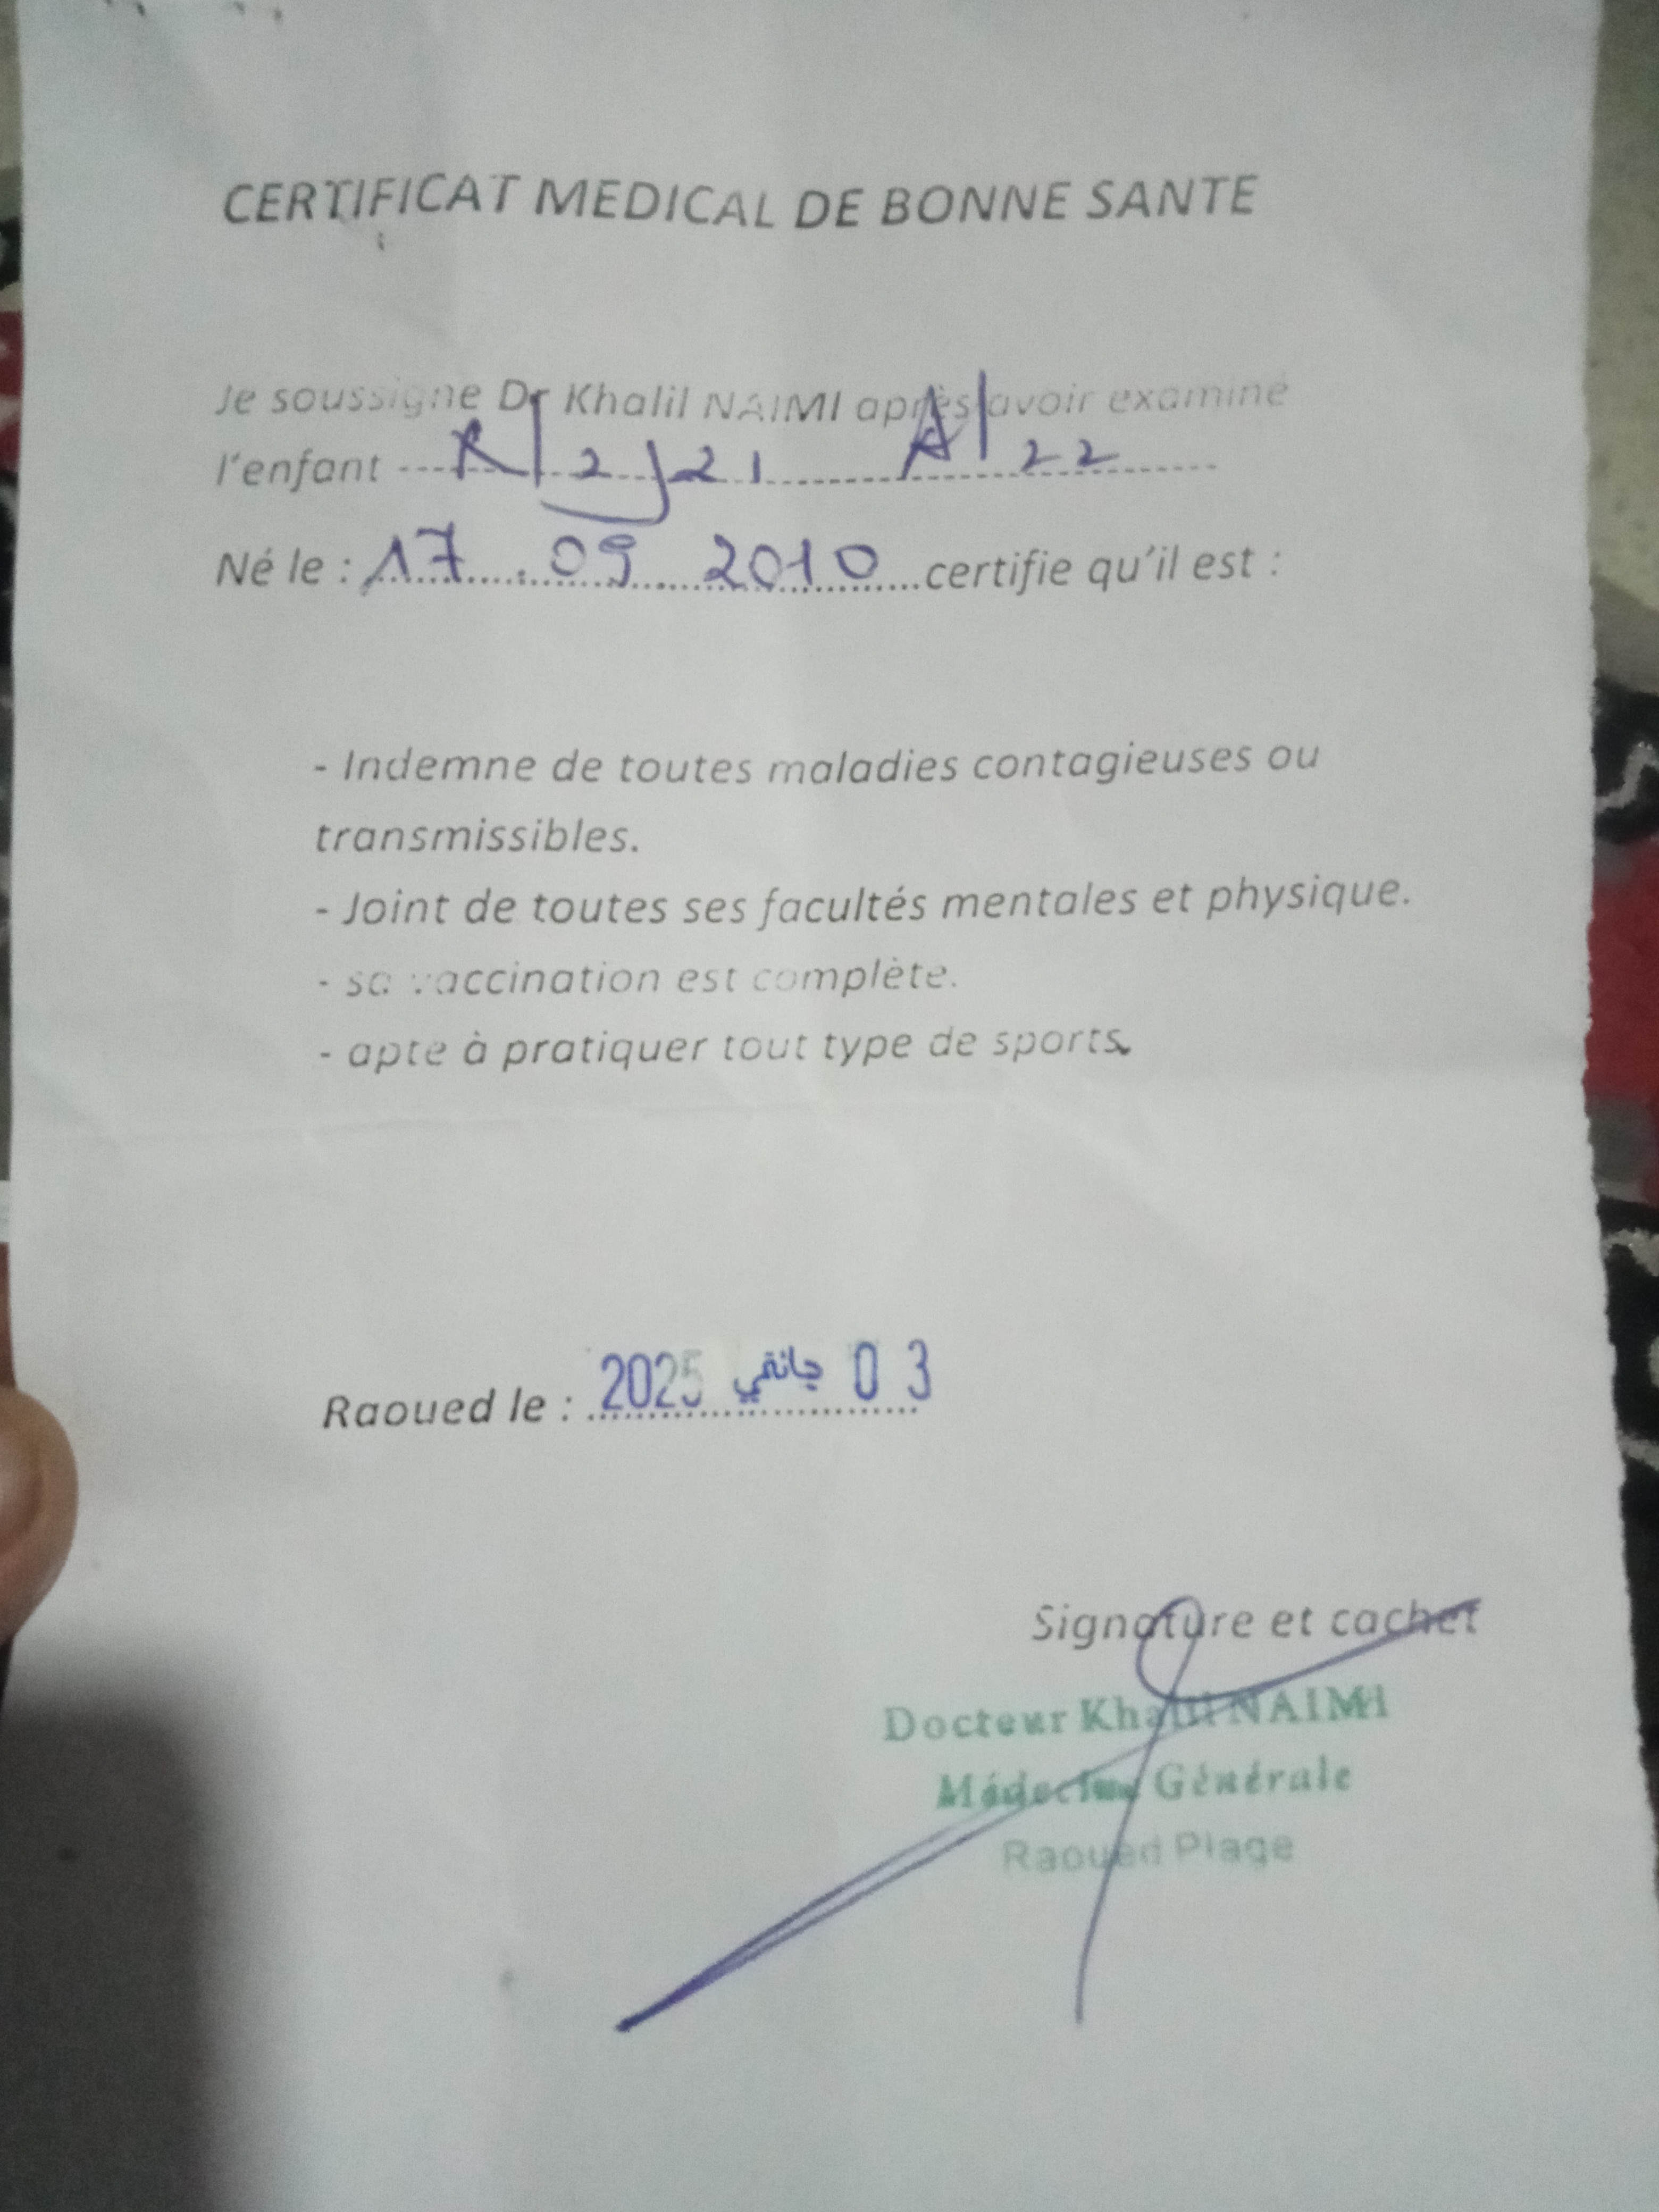 CERTIFICAT MEDICAL DE BONNE SANTE
Je soussigne Dr Khalil NAIMI après avoir examiné
l'enfant
Né le : 17 . 09 2010 certifie qu'il est :
- Indemne de toutes maladies contagieuses ou
transmissibles.
- Joint de toutes ses facultés mentales et physique.
- sa vaccination est complète.
- apte à pratiquer tout type de sports.
Raoued le : 2025 جانفي 03
Signature et cachet
Docteur Khalil NAIMI
Médecine Générale
Raoued Plage